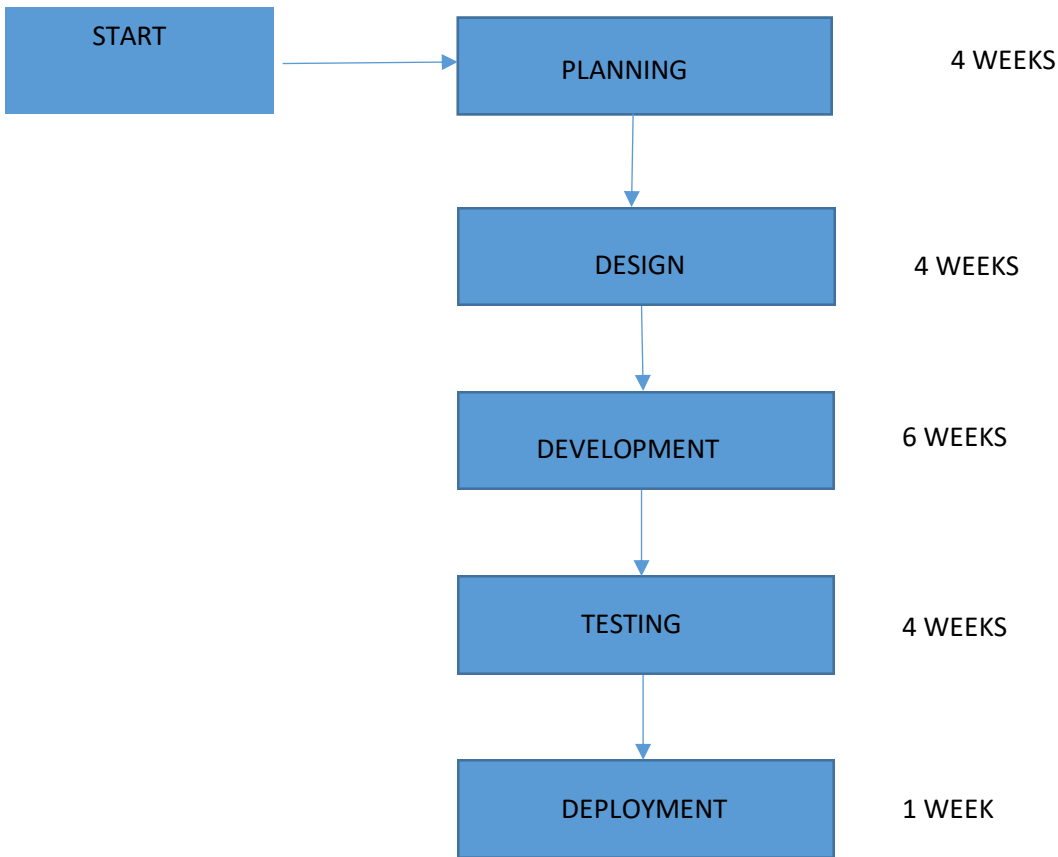 START
PLANNING
4 WEEKS
DESIGN
4 WEEKS
DEVELOPMENT
6 WEEKS
TESTING
4 WEEKS
DEPLOYMENT
1 WEEK